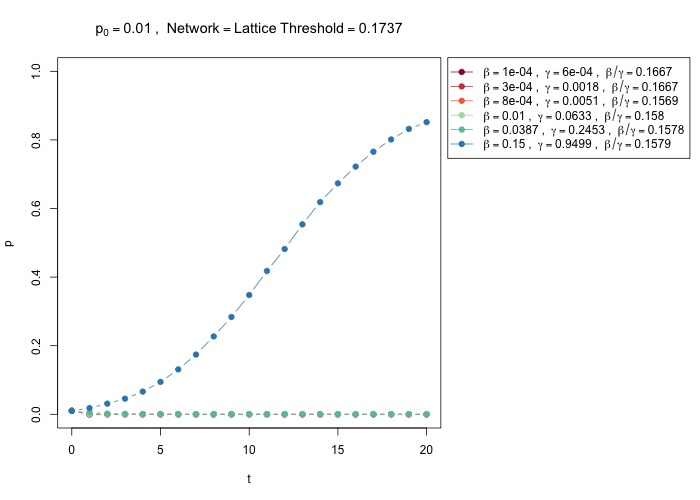 p0 = 0.01 , Network = Lattice Threshold = 0.1737
β = 1e-04 , γ = 6e-04 , β/γ = 0.1667
β = 3e-04 , γ = 0.0018 , β/γ = 0.1667
β = 8e-04 , γ = 0.0051 , β/γ = 0.1569
β = 0.01 , γ = 0.0633 , β/γ = 0.158
β = 0.0387 , γ = 0.2453 , β/γ = 0.1578
β = 0.15 , γ = 0.9499 , β/γ = 0.1579
1.0
0.8
0.6
0.4
0.2
0.0
p
0 5 10 15 20
t